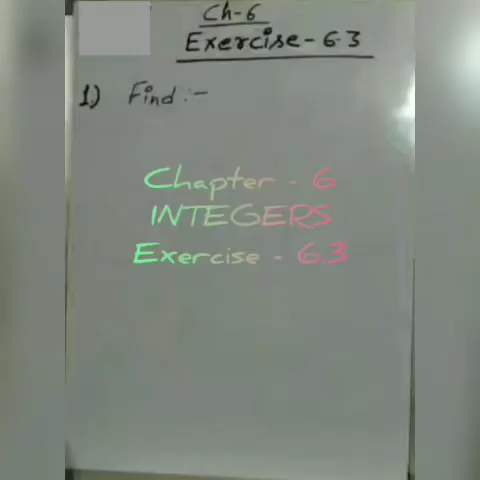 Ch-6
Exercise - 6.3
1) Find :-
Chapter - 6
INTEGERS
Exercise - 6.3